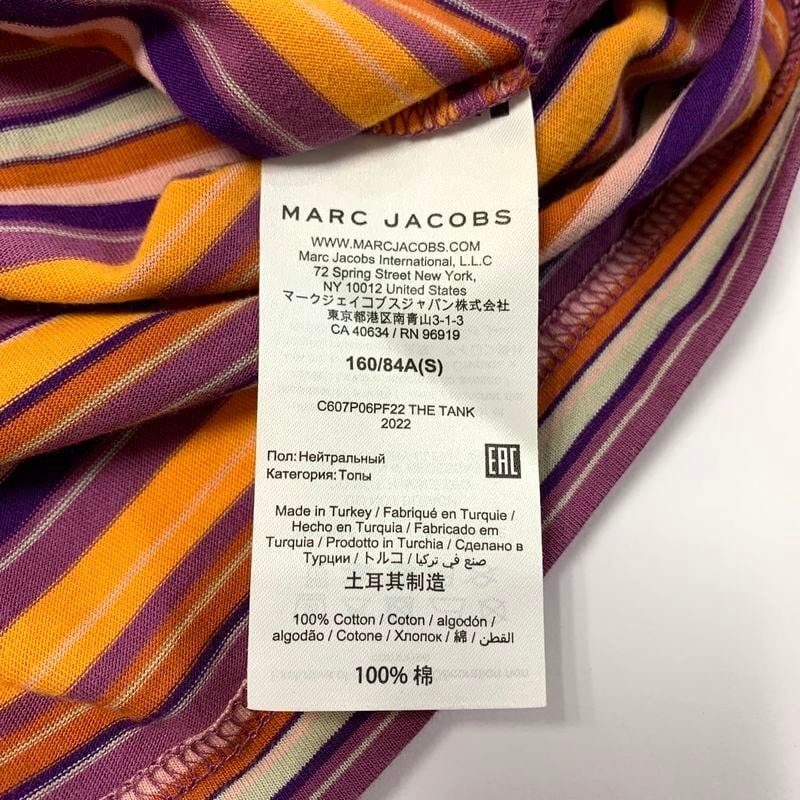 MARC JACOBS
WWW.MARCJACOBS.COM
Marc Jacobs International, L.L.C
72 Spring Street New York,
NY 10012 United States
マークジェイコブスジャパン株式会社
東京都港区南青山3-1-3
CA 40634 / RN 96919
160/84A(S)
C607P06PF22 THE TANK
2022
Пол: Нейтральный
Категория: Топы
EAC
Made in Turkey / Fabriqué en Turquie /
Hecho en Turquia / Fabricado em
Turquia / Prodotto in Turchia / Сделано в
Турции / トルコ / صنع في تركيا
土耳其制造
100% Cotton / Coton / algodón /
algodão / Cotone / Хлопок / 綿 / القطن
100% 棉